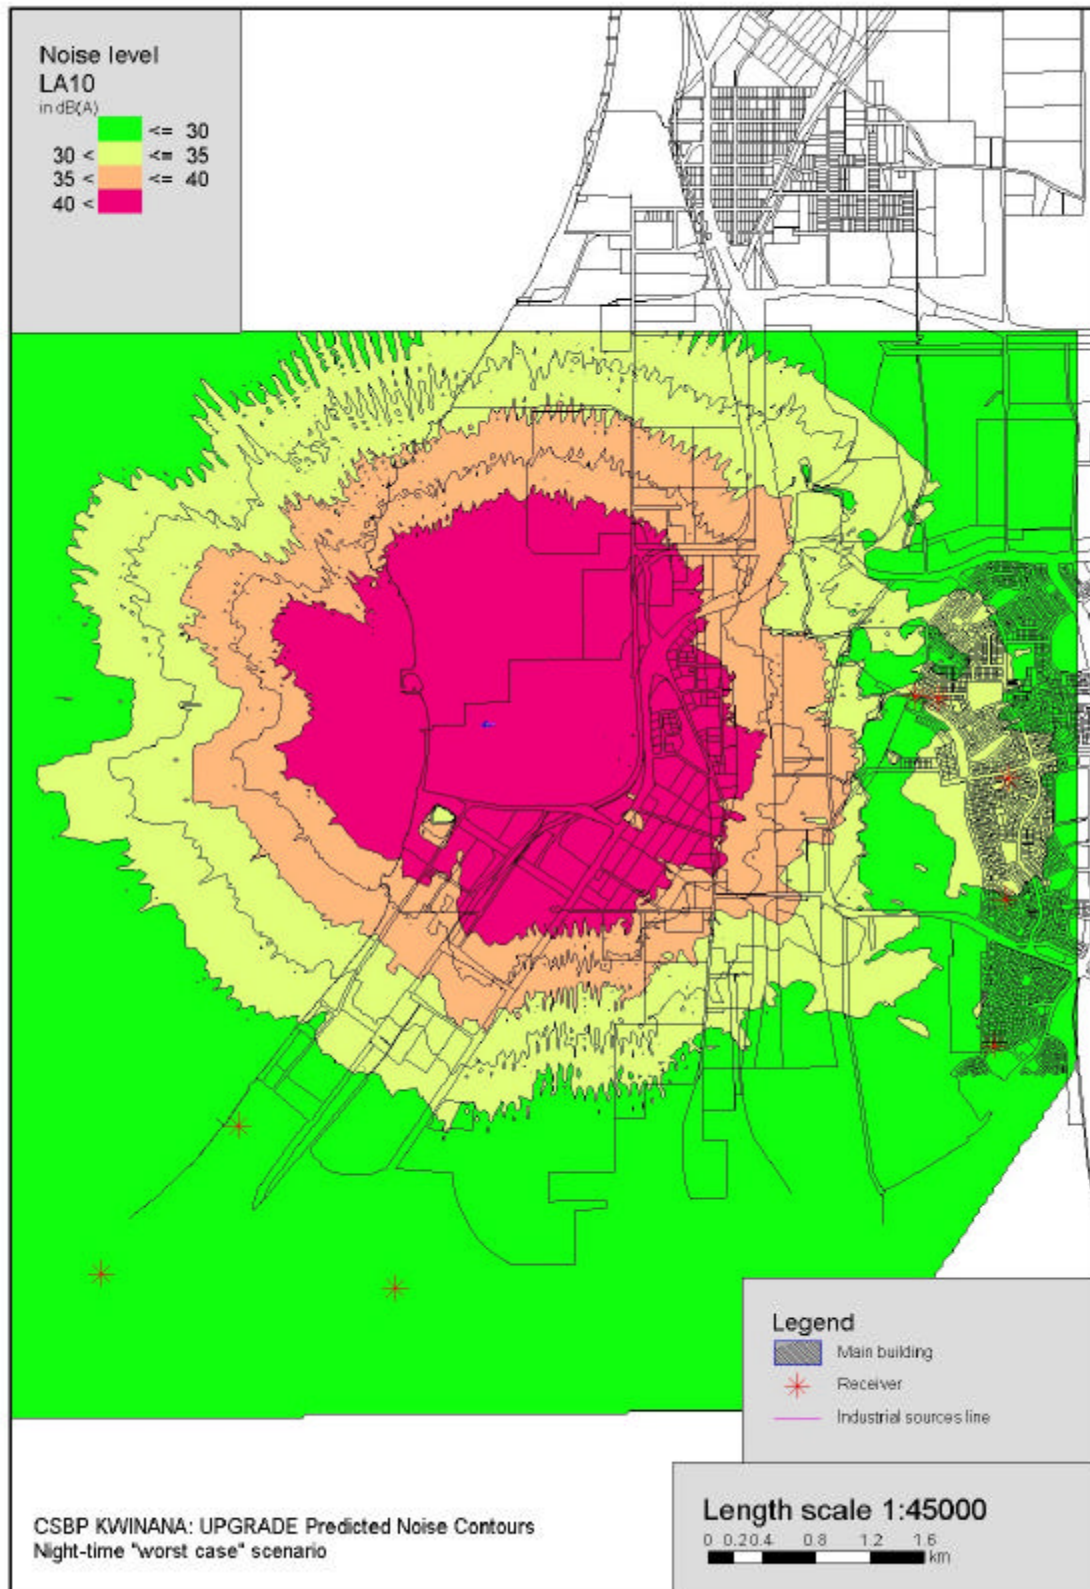 Noise level
LA10
in dB(A)
<= 30
30 < <= 35
35 < <= 40
40 <
Legend
Main building
Receiver
Industrial sources line
Length scale 1:45000
0 0.2 0.4 0.8 1.2 1.6
km
CSBP KWINANA: UPGRADE Predicted Noise Contours
Night-time "worst case" scenario